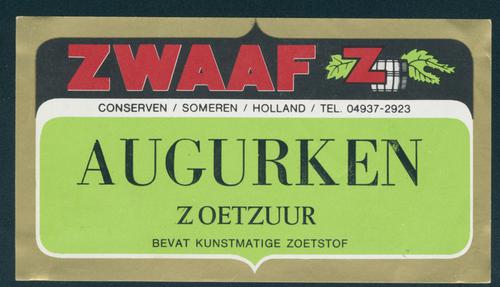 ZWAAF Z
CONSERVEN / SOMEREN / HOLLAND / TEL. 04937-2923
AUGURKEN
ZOETZUUR
BEVAT KUNSTMATIGE ZOETSTOF